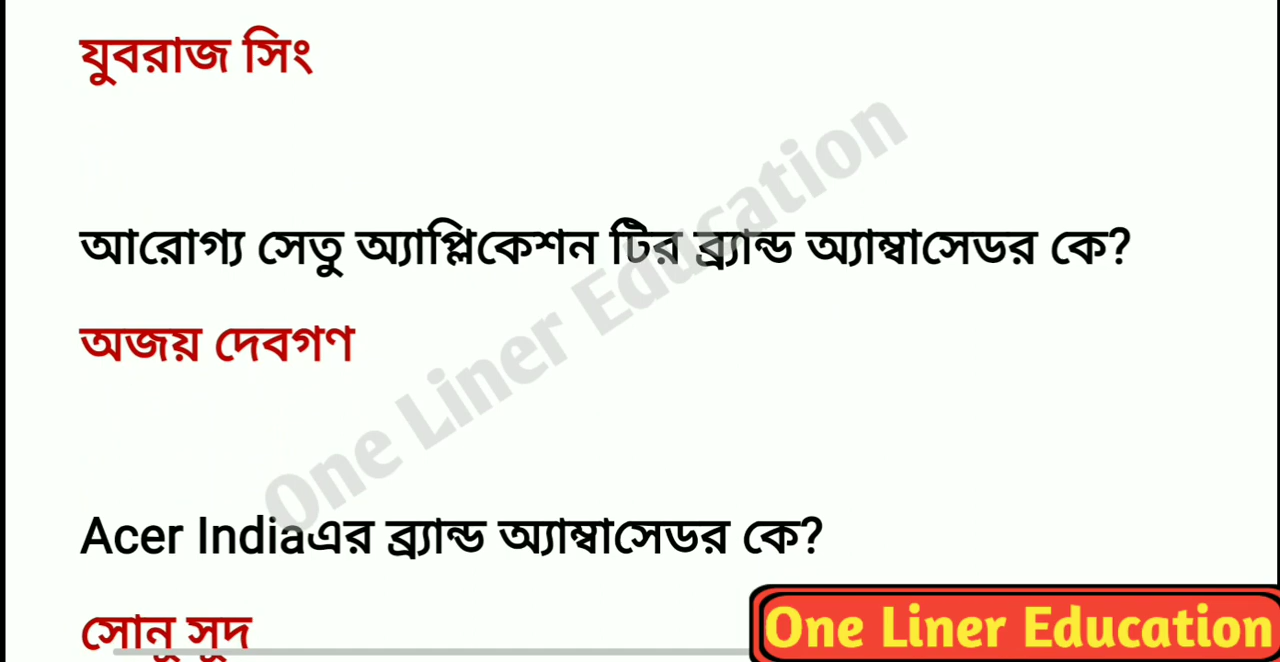 যুবরাজ সিং
আরোগ্য সেতু অ্যাপ্লিকেশন টির ব্র্যান্ড অ্যাম্বাসেডর কে?
অজয় দেবগণ
One Liner Education
Acer Indiaএর ব্র্যান্ড অ্যাম্বাসেডর কে?
সোনু সূদ
One Liner Education